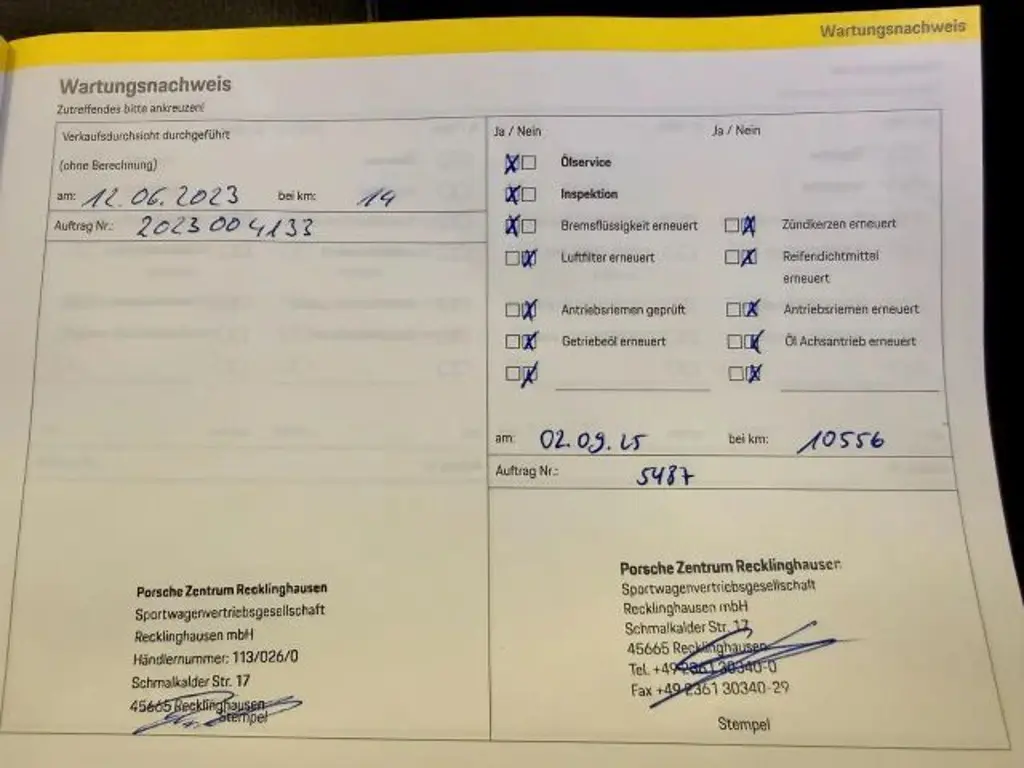 Wartungsnachweis
Wartungsnachweis
Zutreffendes bitte ankreuzen!
Verkaufsdurchsicht durchgeführt
(ohne Berechnung)
am: 12.06.2023 bei km: 14
Auftrag Nr.: 2023004133
Porsche Zentrum Recklinghausen
Sportwagenvertriebsgesellschaft
Recklinghausen mbH
Händlernummer: 113/026/0
Schmalkalder Str. 17
45665 Recklinghausen
Stempel
Ja / Nein Ja / Nein
X Ölservice
X Inspektion
X Bremsflüssigkeit erneuert X Zündkerzen erneuert
X Luftfilter erneuert X Reifendichtmittel
erneuert
X Antriebsriemen geprüft X Antriebsriemen erneuert
X Getriebeöl erneuert X Öl Achsantrieb erneuert
X X
am: 02.09.25 bei km: 10556
Auftrag Nr.: 5487
Porsche Zentrum Recklinghausen
Sportwagenvertriebsgesellschaft
Recklinghausen mbH
Schmalkalder Str. 17
45665 Recklinghausen
Tel. +49 2361 30340-0
Fax +49 2361 30340-29
Stempel